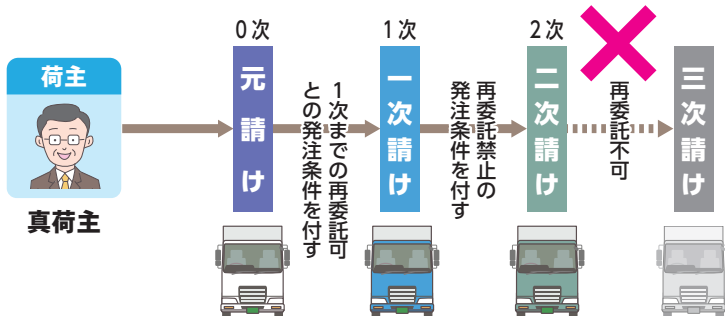 荷主
真荷主
0次
元請け
1次までの再委託可
との発注条件を付す
1次
一次請け
再委託禁止の
発注条件を付す
2次
二次請け
再委託不可
三次請け